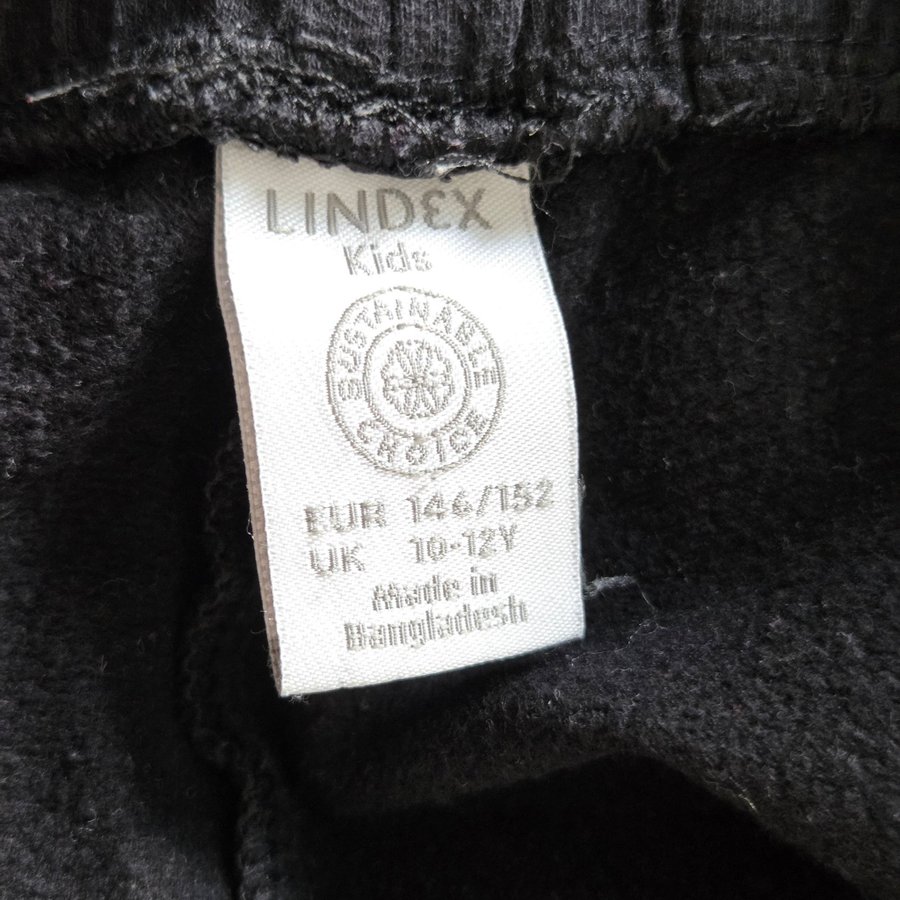 LINDEX
Kids
SUSTAINABLE
CHOICE
EUR 146/152
UK 10-12Y
Made in
Bangladesh